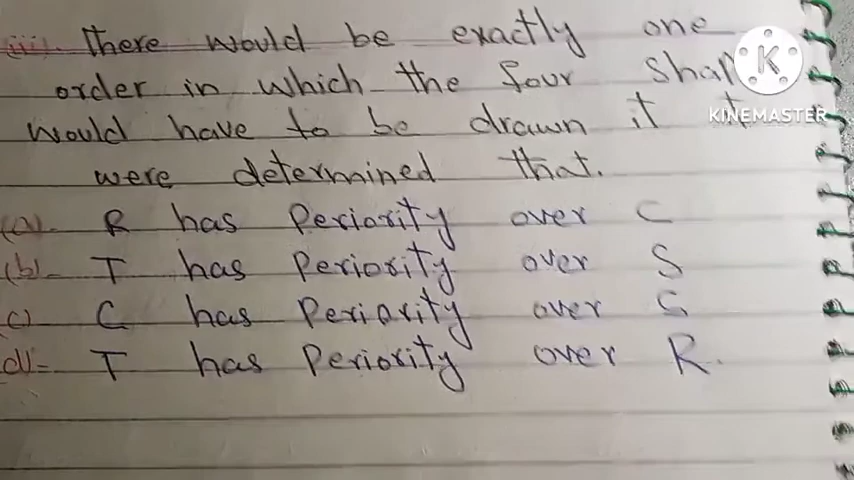 (iii). there would be exactly one
order in which the four shap
would have to be drawn if it
were determined that.
(a). R has Periority over C
(b)- T has Periority over S
c) C has Periority over S
d)- T has Periority over R.
K
KINEMASTER